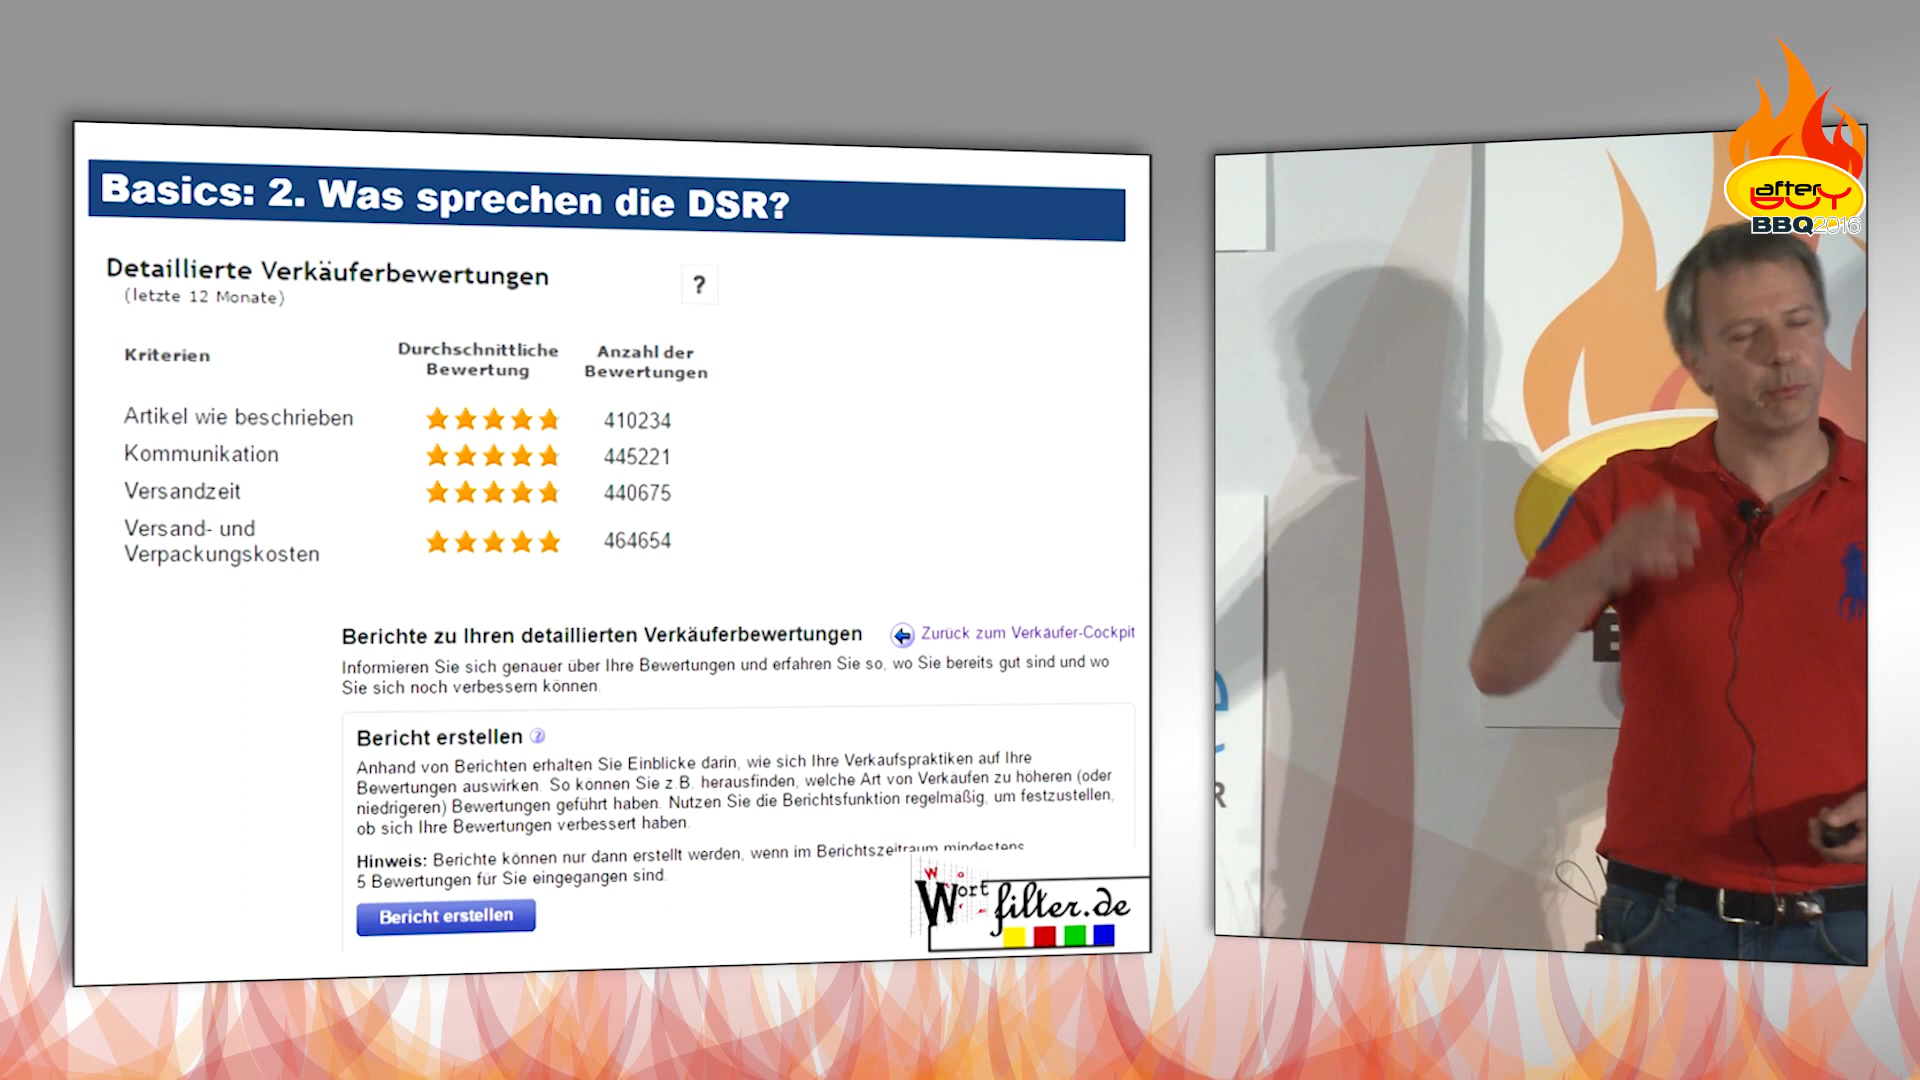 Basics: 2. Was sprechen die DSR?
Detaillierte Verkäuferbewertungen
(letzte 12 Monate)
?
Kriterien
Durchschnittliche
Bewertung
Anzahl der
Bewertungen
Artikel wie beschrieben
410234
Kommunikation
445221
Versandzeit
440675
Versand- und
Verpackungskosten
464654
Berichte zu Ihren detaillierten Verkäuferbewertungen
Zurück zum Verkäufer-Cockpit
Informieren Sie sich genauer über Ihre Bewertungen und erfahren Sie so, wo Sie bereits gut sind und wo
Sie sich noch verbessern können.
Bericht erstellen ?
Anhand von Berichten erhalten Sie Einblicke darin, wie sich Ihre Verkaufspraktiken auf Ihre
Bewertungen auswirken. So können Sie z.B. herausfinden, welche Art von Verkäufen zu höheren (oder
niedrigeren) Bewertungen geführt haben. Nutzen Sie die Berichtsfunktion regelmäßig, um festzustellen,
ob sich Ihre Bewertungen verbessert haben.
Hinweis: Berichte können nur dann erstellt werden, wenn im Berichtszeitraum mindestens
5 Bewertungen für Sie eingegangen sind.
Bericht erstellen
Wortfilter.de
after
BUY
BBQ2016
R